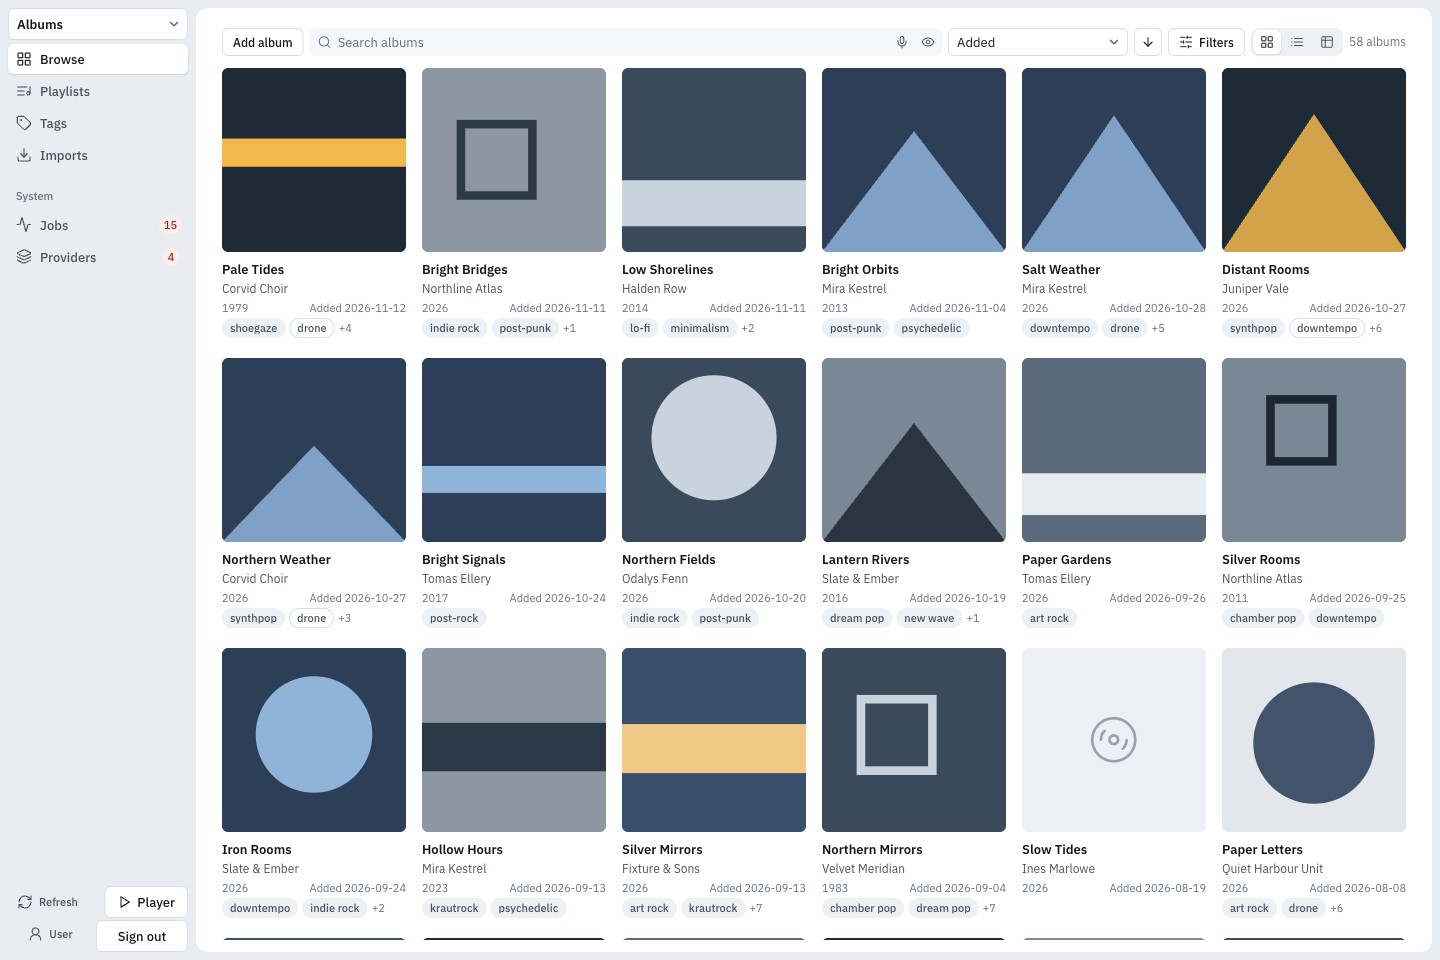 Albums
Browse
Playlists
Tags
Imports
System
Jobs 15
Providers 4
Refresh
Player
User
Sign out
Add album
Search albums
Added
Filters
58 albums
Pale Tides
Corvid Choir
1979 Added 2026-11-12
shoegaze drone +4
Bright Bridges
Northline Atlas
2026 Added 2026-11-11
indie rock post-punk +1
Low Shorelines
Halden Row
2014 Added 2026-11-11
lo-fi minimalism +2
Bright Orbits
Mira Kestrel
2013 Added 2026-11-04
post-punk psychedelic
Salt Weather
Mira Kestrel
2026 Added 2026-10-28
downtempo drone +5
Distant Rooms
Juniper Vale
2026 Added 2026-10-27
synthpop downtempo +6
Northern Weather
Corvid Choir
2026 Added 2026-10-27
synthpop drone +3
Bright Signals
Tomas Ellery
2017 Added 2026-10-24
post-rock
Northern Fields
Odalys Fenn
2026 Added 2026-10-20
indie rock post-punk
Lantern Rivers
Slate & Ember
2016 Added 2026-10-19
dream pop new wave +1
Paper Gardens
Tomas Ellery
2026 Added 2026-09-26
art rock
Silver Rooms
Northline Atlas
2011 Added 2026-09-25
chamber pop downtempo
Iron Rooms
Slate & Ember
2026 Added 2026-09-24
downtempo indie rock +2
Hollow Hours
Mira Kestrel
2023 Added 2026-09-13
krautrock psychedelic
Silver Mirrors
Fixture & Sons
2026 Added 2026-09-13
art rock krautrock +7
Northern Mirrors
Velvet Meridian
1983 Added 2026-09-04
chamber pop dream pop +7
Slow Tides
Ines Marlowe
2026 Added 2026-08-19
Paper Letters
Quiet Harbour Unit
2026 Added 2026-08-08
art rock drone +6